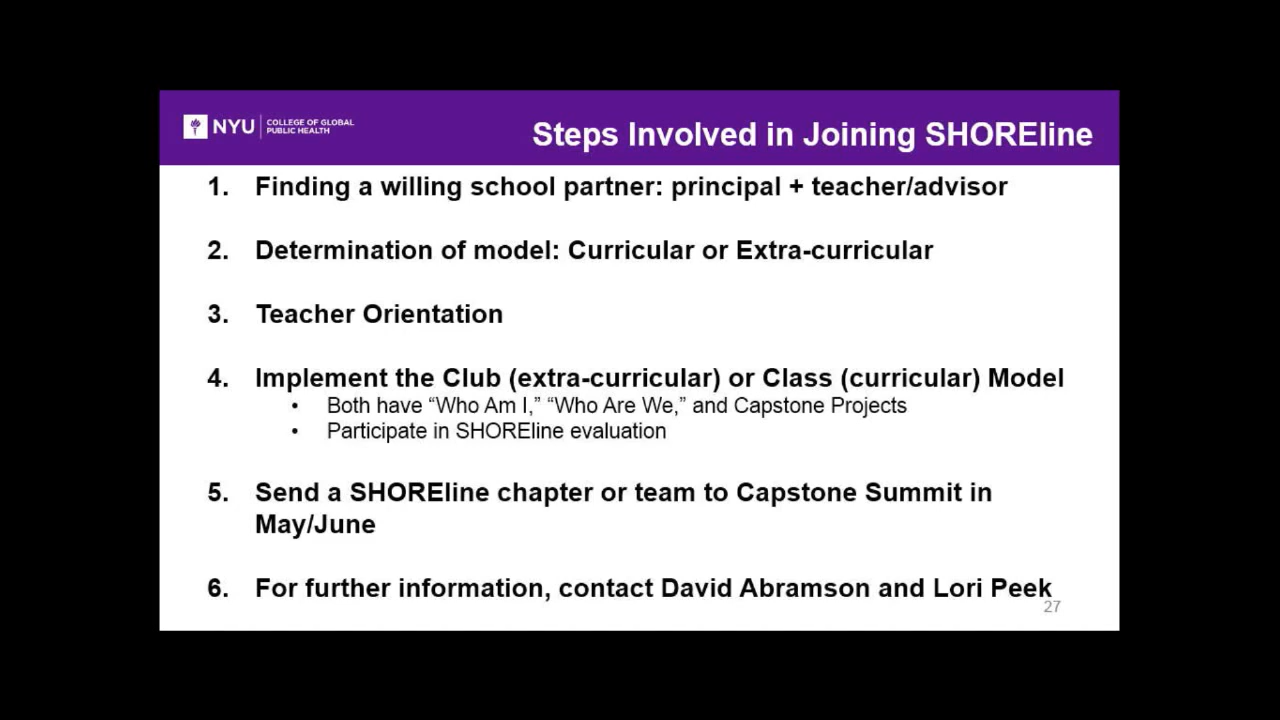 NYU
COLLEGE OF GLOBAL
PUBLIC HEALTH
Steps Involved in Joining SHOREline
1. Finding a willing school partner: principal + teacher/advisor
2. Determination of model: Curricular or Extra-curricular
3. Teacher Orientation
4. Implement the Club (extra-curricular) or Class (curricular) Model
• Both have “Who Am I,” “Who Are We,” and Capstone Projects
• Participate in SHOREline evaluation
5. Send a SHOREline chapter or team to Capstone Summit in
May/June
6. For further information, contact David Abramson and Lori Peek
27